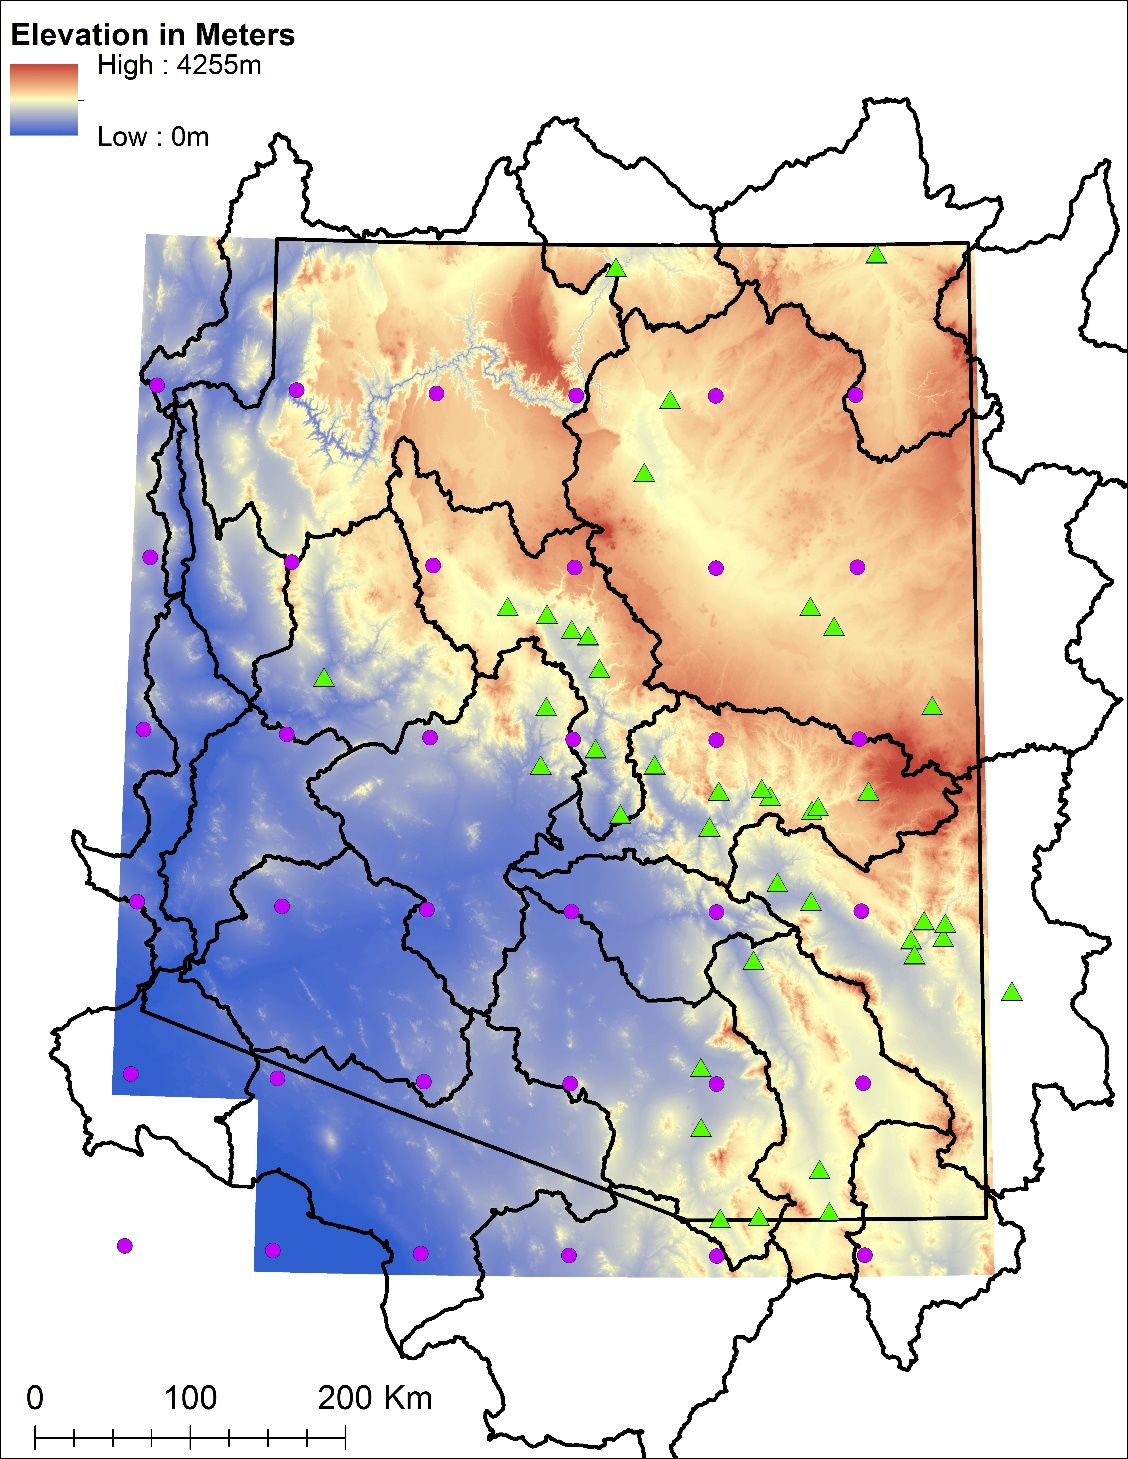 Elevation in Meters
High : 4255m
Low : 0m
0 100 200 Km